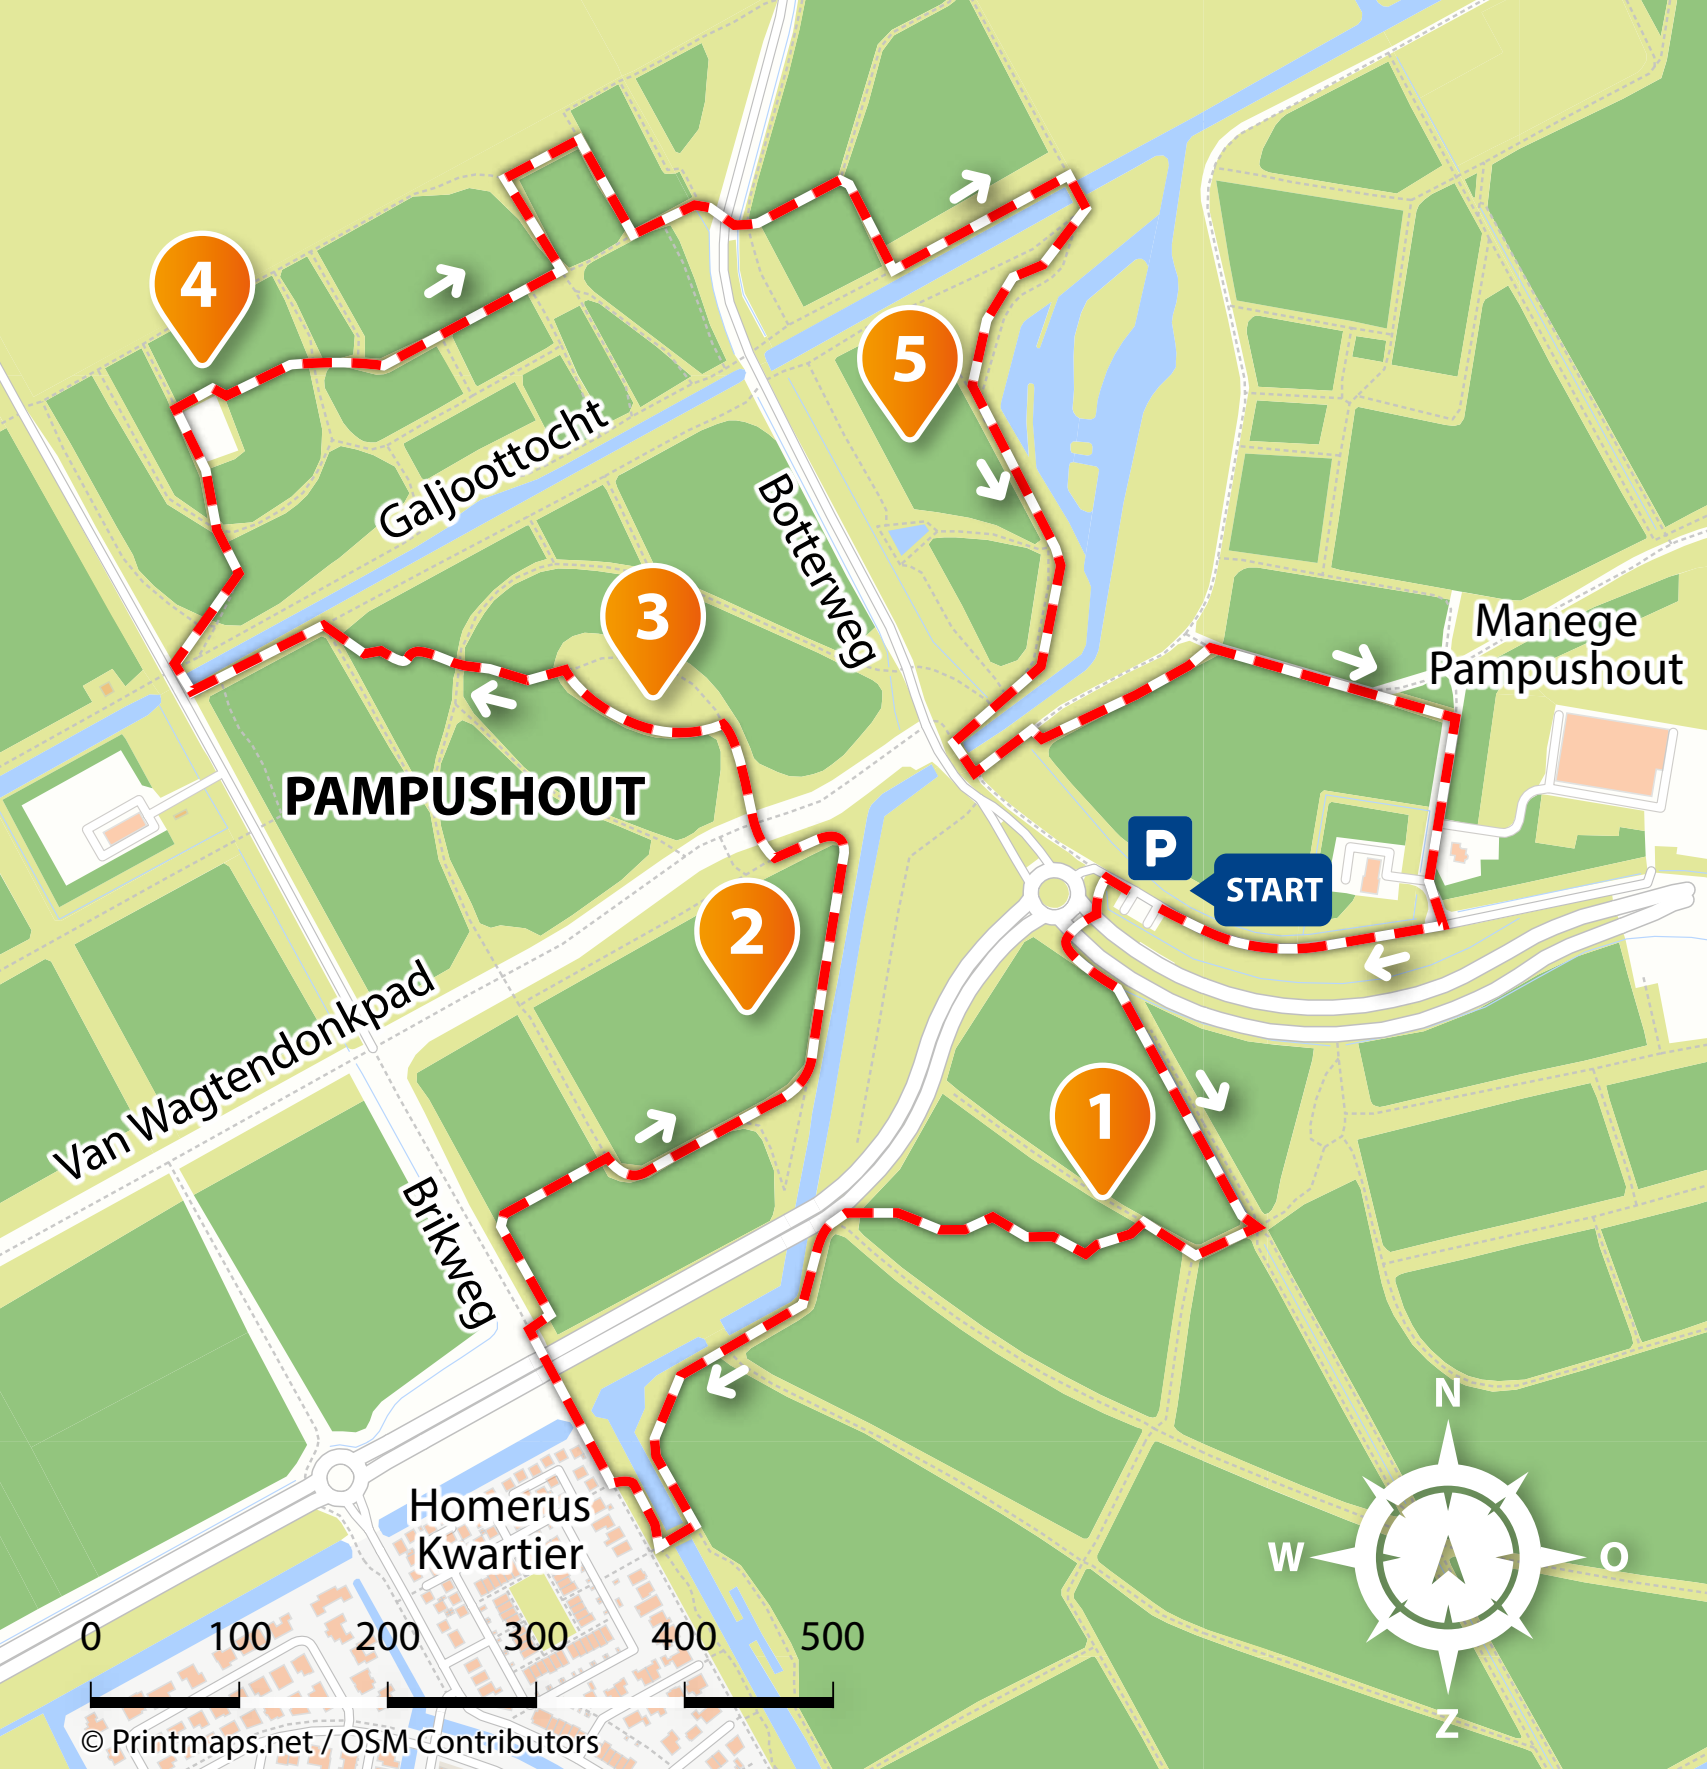 4
5
Galjoottocht
Botterweg
3
Manege
Pampushout
PAMPUSHOUT
P
START
2
Van Wagtendonkpad
1
Brikweg
N
W
O
Z
Homerus
Kwartier
0 100 200 300 400 500
© Printmaps.net / OSM Contributors